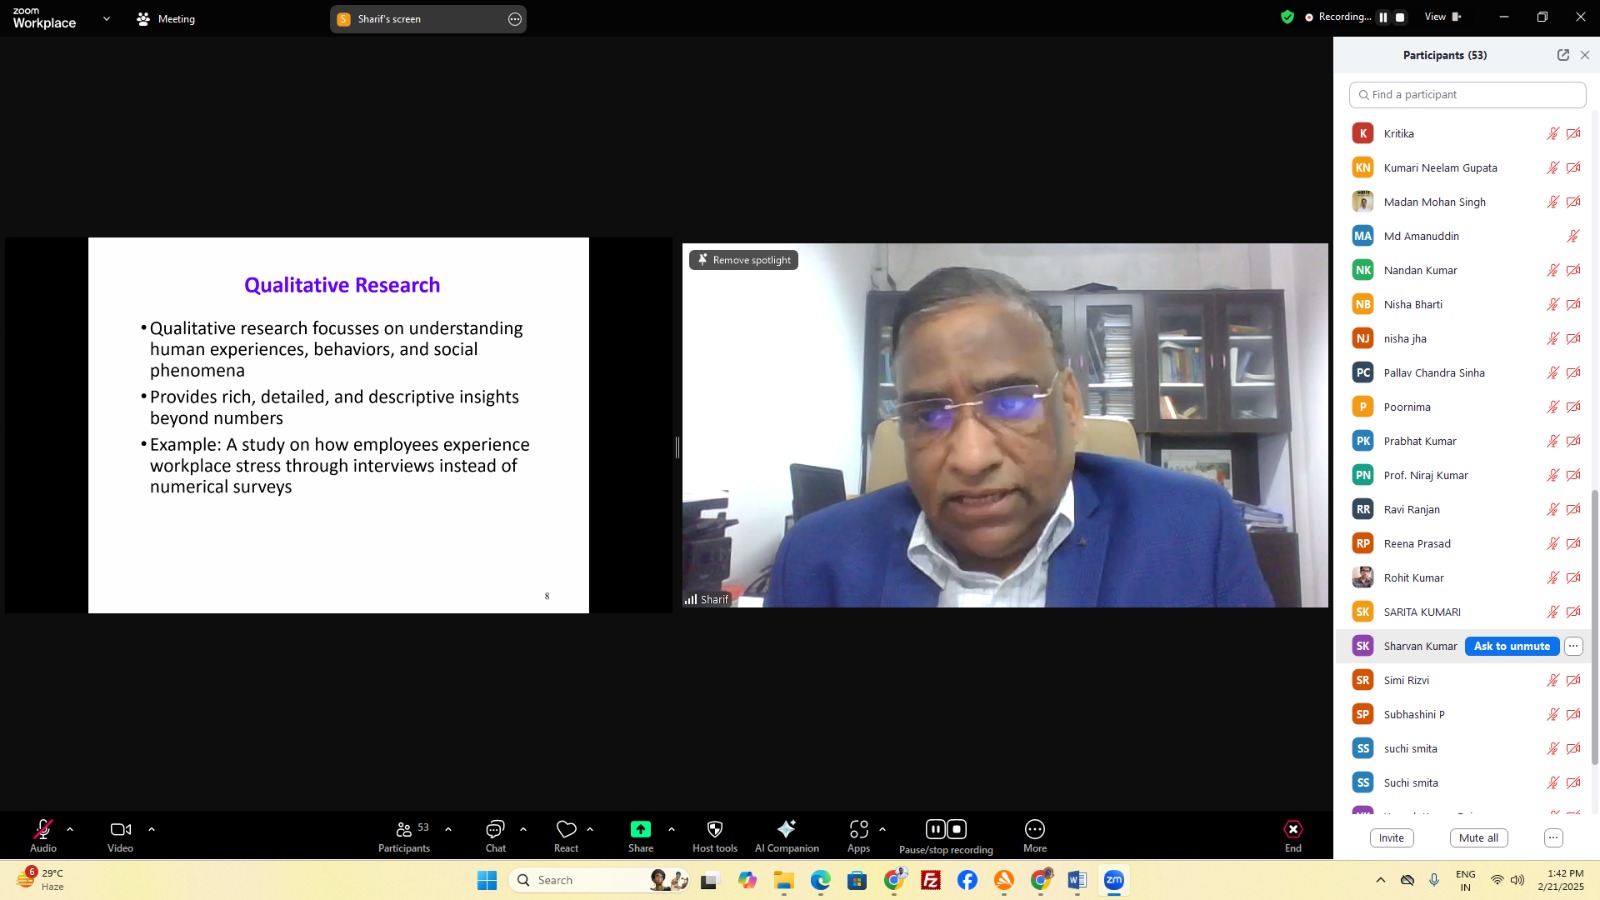 zoom
Workplace
Meeting
S
Sharif's screen
Recording...
View
Participants (53)
Find a participant
K
Kritika
KN
Kumari Neelam Gupata
Madan Mohan Singh
MA
Md Amanuddin
NK
Nandan Kumar
NB
Nisha Bharti
NJ
nisha jha
PC
Pallav Chandra Sinha
P
Poornima
PK
Prabhat Kumar
PN
Prof. Niraj Kumar
RR
Ravi Ranjan
RP
Reena Prasad
Rohit Kumar
SK
SARITA KUMARI
SK
Sharvan Kumar
Ask to unmute
SR
Simi Rizvi
SP
Subhashini P
SS
suchi smita
SS
Suchi smita
Invite
Mute all
Qualitative Research
•Qualitative research focusses on understanding
human experiences, behaviors, and social
phenomena
•Provides rich, detailed, and descriptive insights
beyond numbers
•Example: A study on how employees experience
workplace stress through interviews instead of
numerical surveys
8
Remove spotlight
Sharif
Audio
Video
53
Participants
Chat
React
Share
Host tools
AI Companion
Apps
Pause/stop recording
More
End
6
29°C
Haze
Search
zm
ENG
IN
1:42 PM
2/21/2025